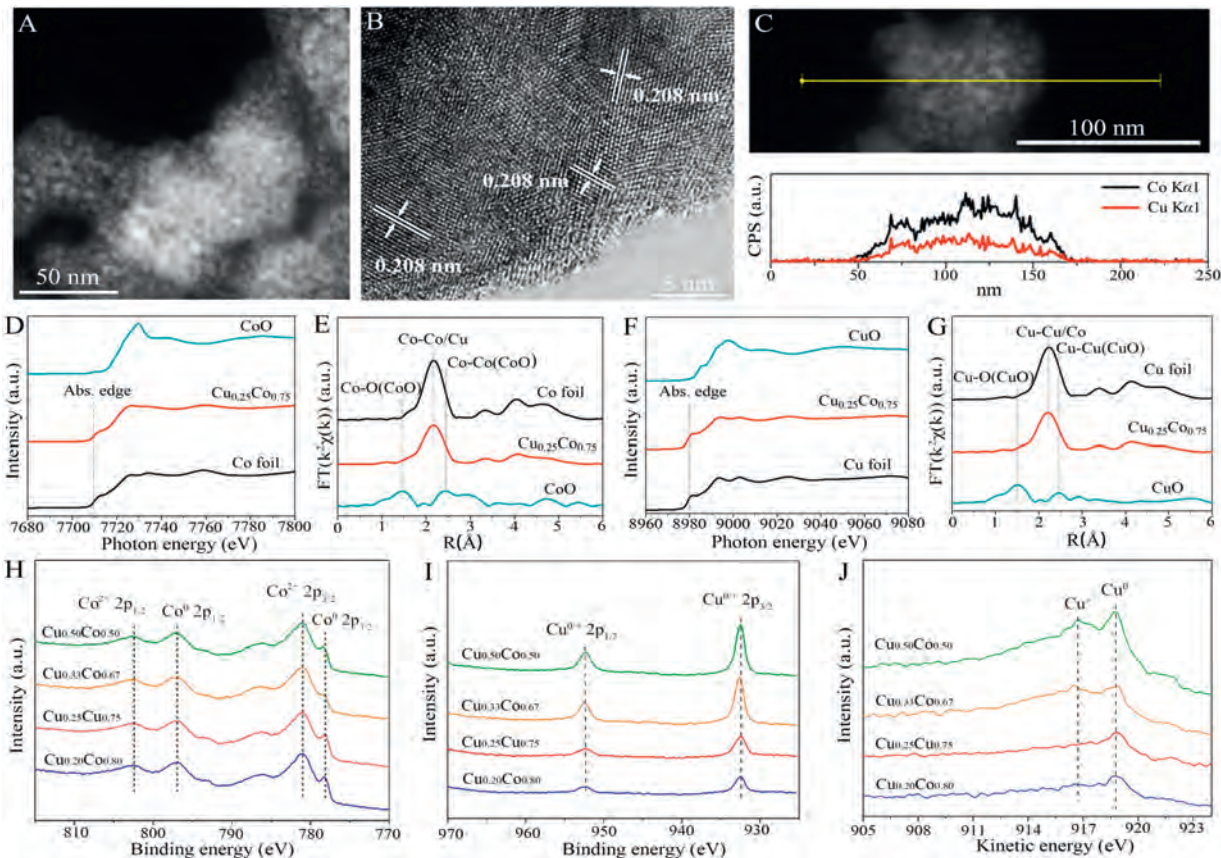 A
50 nm
B
0.208 nm
0.208 nm
0.208 nm
5 nm
C
100 nm
Co Kα1
Cu Kα1
CPS (a.u.)
0 50 100 150 200 250
nm
D
CoO
Abs. edge
Cu0.25Co0.75
Co foil
Intensity (a.u.)
7680 7700 7720 7740 7760 7780 7800
Photon energy (eV)
E
Co-Co/Cu
Co-Co(CoO)
Co-O(CoO)
Co foil
Cu0.25Co0.75
CoO
FT(k²χ(k)) (a.u.)
0 1 2 3 4 5 6
R(Å)
F
CuO
Abs. edge
Cu0.25Co0.75
Cu foil
Intensity (a.u.)
8960 8980 9000 9020 9040 9060 9080
Photon energy (eV)
G
Cu-Cu/Co
Cu-Cu(CuO)
Cu-O(CuO)
Cu foil
Cu0.25Co0.75
CuO
FT(k²χ(k)) (a.u.)
0 1 2 3 4 5 6
R(Å)
H
Co²⁺ 2p1/2
Co⁰ 2p1/2
Co²⁺ 2p3/2
Co⁰ 2p
Cu0.50Co0.50
Cu0.33Co0.67
Cu0.25Cu0.75
Cu0.20Co0.80
Intensity (a.u.)
810 800 790 780 770
Binding energy (eV)
I
Cu⁰/⁺ 2p1/2
Cu⁰/⁺ 2p3/2
Cu0.50Co0.50
Cu0.33Co0.67
Cu0.25Cu0.75
Cu0.20Co0.80
Intensity (a.u.)
970 960 950 940 930
Binding energy (eV)
J
Cu⁺
Cu⁰
Cu0.50Co0.50
Cu0.33Co0.67
Cu0.25Cu0.75
Cu0.20Co0.80
Intensity (a.u.)
905 908 911 914 917 920 923
Kinetic energy (eV)